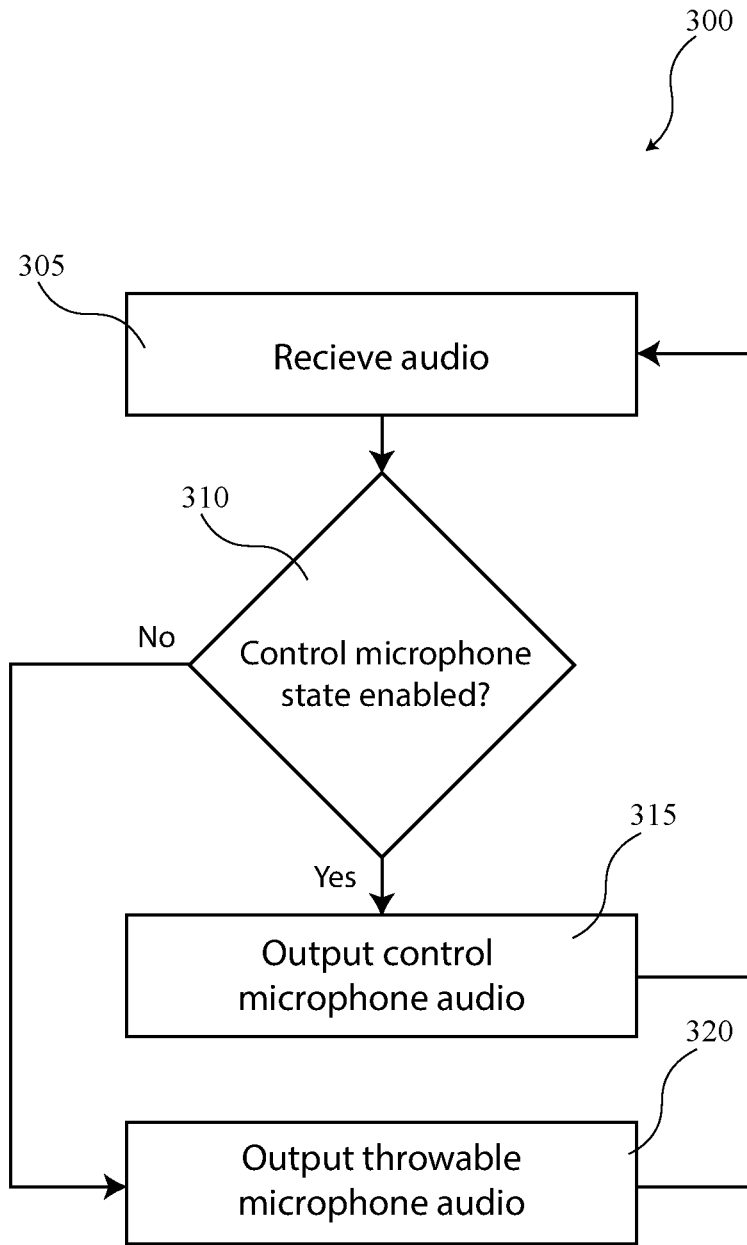 300
305
Recieve audio
310
No
Control microphone
state enabled?
315
Yes
Output control
microphone audio
320
Output throwable
microphone audio